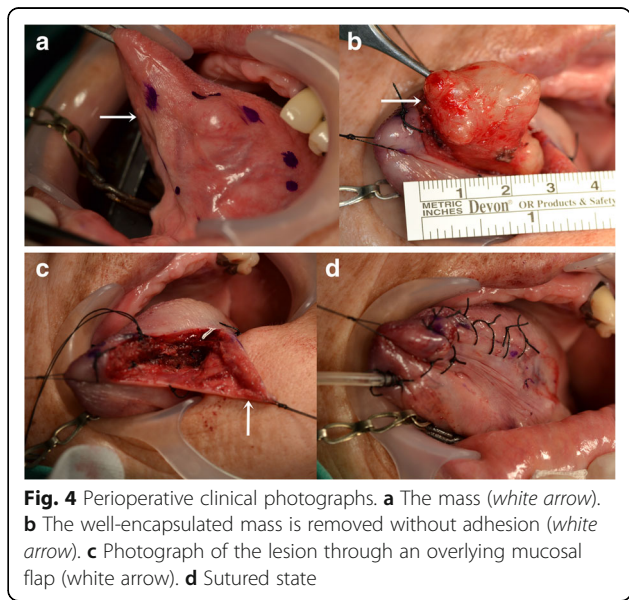 a
b
1 2 3 4
METRIC
INCHES Devon® OR Products & Safety
1
c
d
Fig. 4 Perioperative clinical photographs. a The mass (white arrow).
b The well-encapsulated mass is removed without adhesion (white
arrow). c Photograph of the lesion through an overlying mucosal
flap (white arrow). d Sutured state